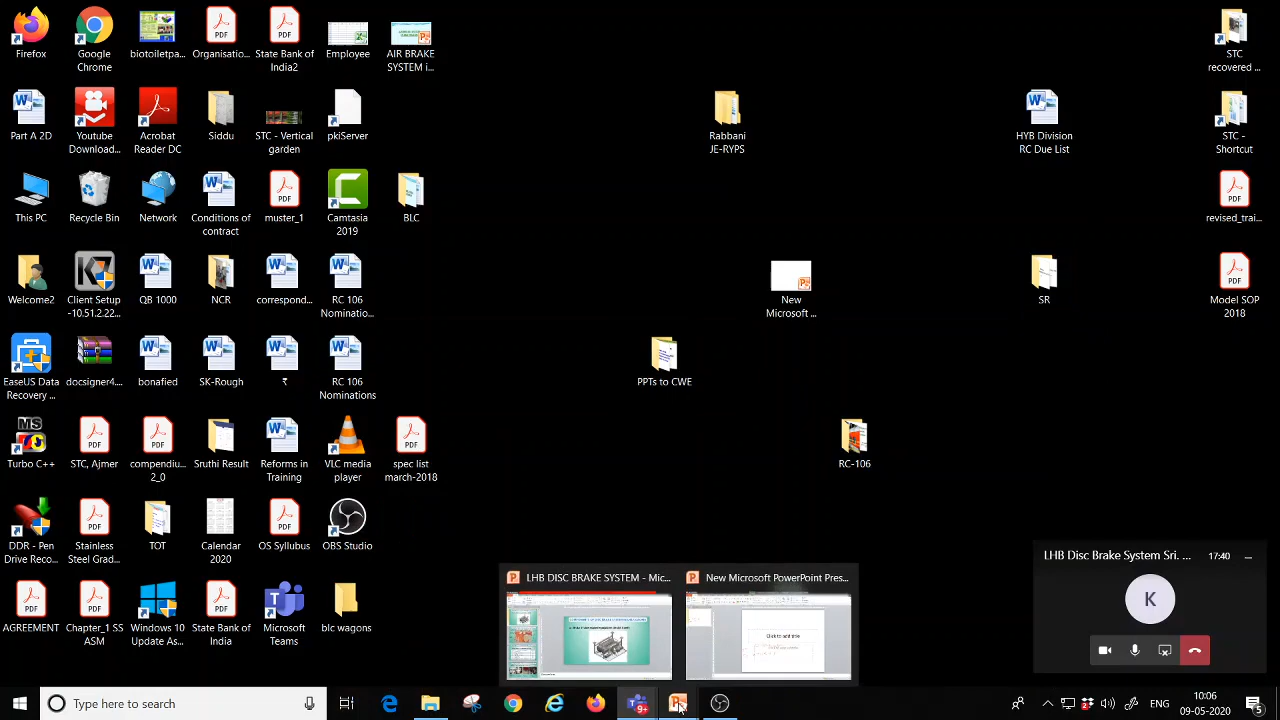 Firefox
Google
Chrome
biotoiletpa...
Organisatio...
State Bank of
India2
Employee
AIR BRAKE
SYSTEM i...
STC
recovered ...
Part A 2D
Youtube
Download...
Acrobat
Reader DC
Siddu
STC - Vertical
garden
pkiServer
Rabbani
JE-RYPS
HYB Division
RC Due List
STC -
Shortcut
This PC
Recycle Bin
Network
Conditions of
contract
muster_1
Camtasia
2019
BLC
revised_trai...
Welcome2
Client Setup
-10.51.2.22...
QB 1000
NCR
correspond...
RC 106
Nominatio...
New
Microsoft ...
SR
Model SOP
2018
EaseUS Data
Recovery ...
docsigner4....
bonafied
SK-Rough
₹
RC 106
Nominations
PPTs to CWE
Turbo C++
STC, Ajmer
compendiu...
2_0
Sruthi Result
Reforms in
Training
VLC media
player
spec list
march-2018
RC-106
DDR - Pen
Drive Reco...
Stainless
Steel Grad...
TOT
Calendar
2020
OS Syllabus
OBS Studio
AGREEMENT
Chapter 1 SS
ASM
Windows 10
Update As...
State Bank of
India
Microsoft
Teams
blc wagons
LHB DISC BRAKE SYSTEM - Mic...
New Microsoft PowerPoint Pres...
Click to add title
LHB Disc Brake System Sri. ...
17:40
Type here to search
9+
10:06
09-05-2020